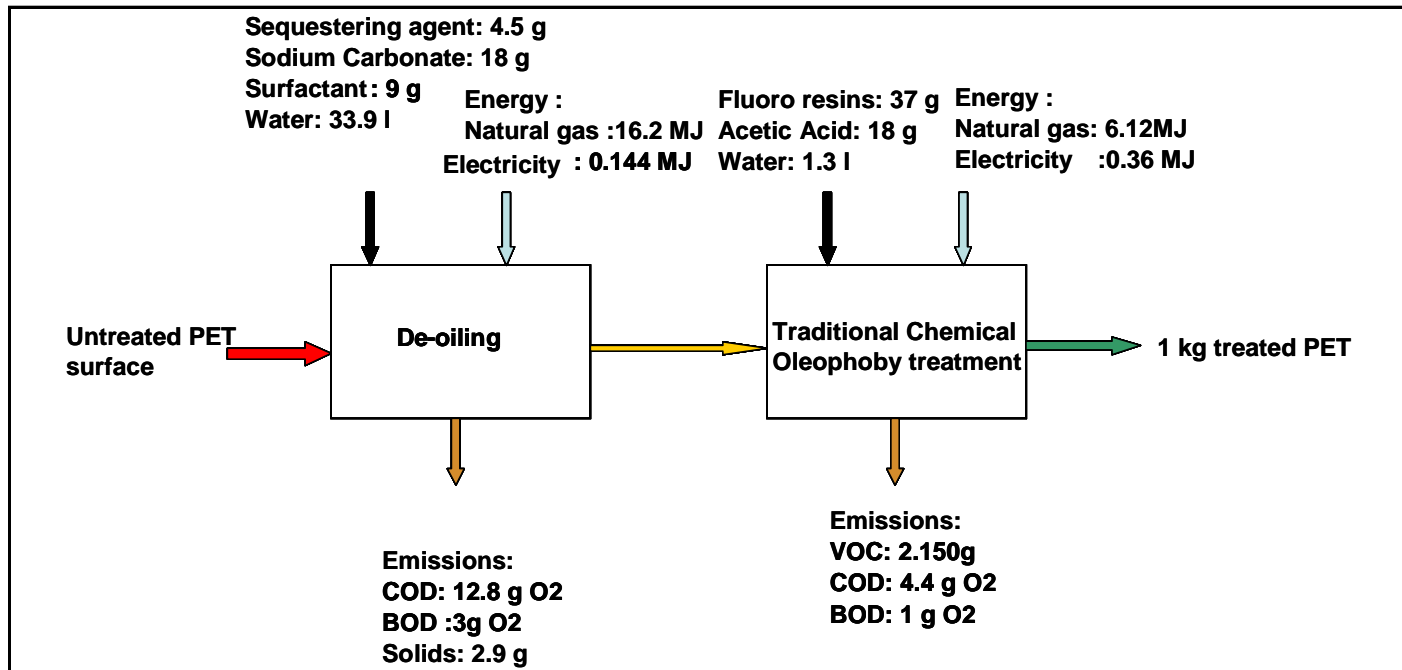 Sequestering agent: 4.5 g
Sodium Carbonate: 18 g
Surfactant : 9 g
Water: 33.9 l
Energy :
Natural gas :16.2 MJ
Electricity : 0.144 MJ
Fluoro resins: 37 g
Acetic Acid: 18 g
Water: 1.3 l
Energy :
Natural gas: 6.12MJ
Electricity :0.36 MJ
Untreated PET
surface
De-oiling
Traditional Chemical
Oleophoby treatment
1 kg treated PET
Emissions:
COD: 12.8 g O2
BOD :3g O2
Solids: 2.9 g
Emissions:
VOC: 2.150g
COD: 4.4 g O2
BOD: 1 g O2